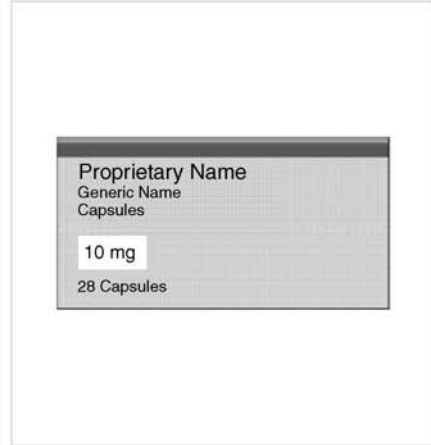 Proprietary Name
Generic Name
Capsules
10 mg
28 Capsules